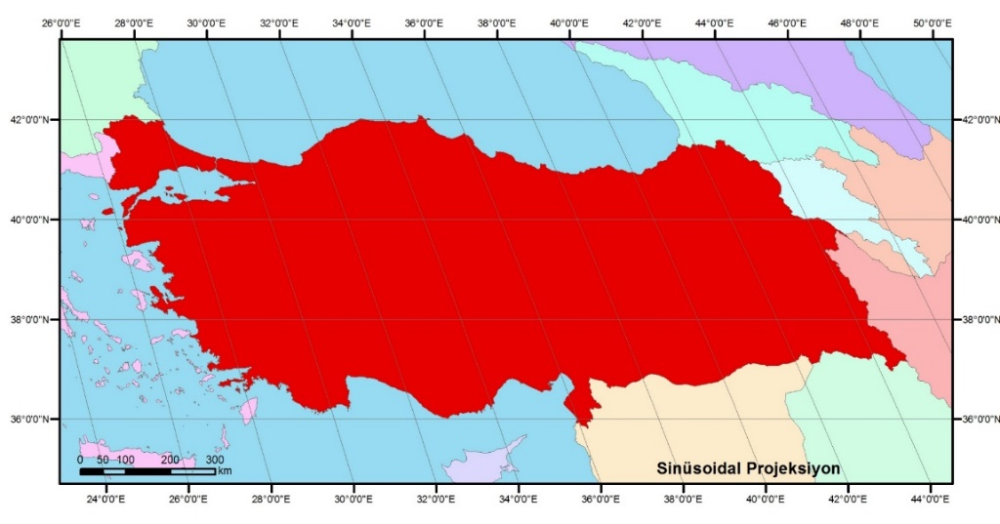 26°0'0"E 28°0'0"E 30°0'0"E 32°0'0"E 34°0'0"E 36°0'0"E 38°0'0"E 40°0'0"E 42°0'0"E 44°0'0"E 46°0'0"E 48°0'0"E 50°0'0"E
42°0'0"N 42°0'0"N
40°0'0"N 40°0'0"N
38°0'0"N 38°0'0"N
36°0'0"N 36°0'0"N
0 50 100 200 300
km
Sinüsoidal Projeksiyon
24°0'0"E 26°0'0"E 28°0'0"E 30°0'0"E 32°0'0"E 34°0'0"E 36°0'0"E 38°0'0"E 40°0'0"E 42°0'0"E 44°0'0"E